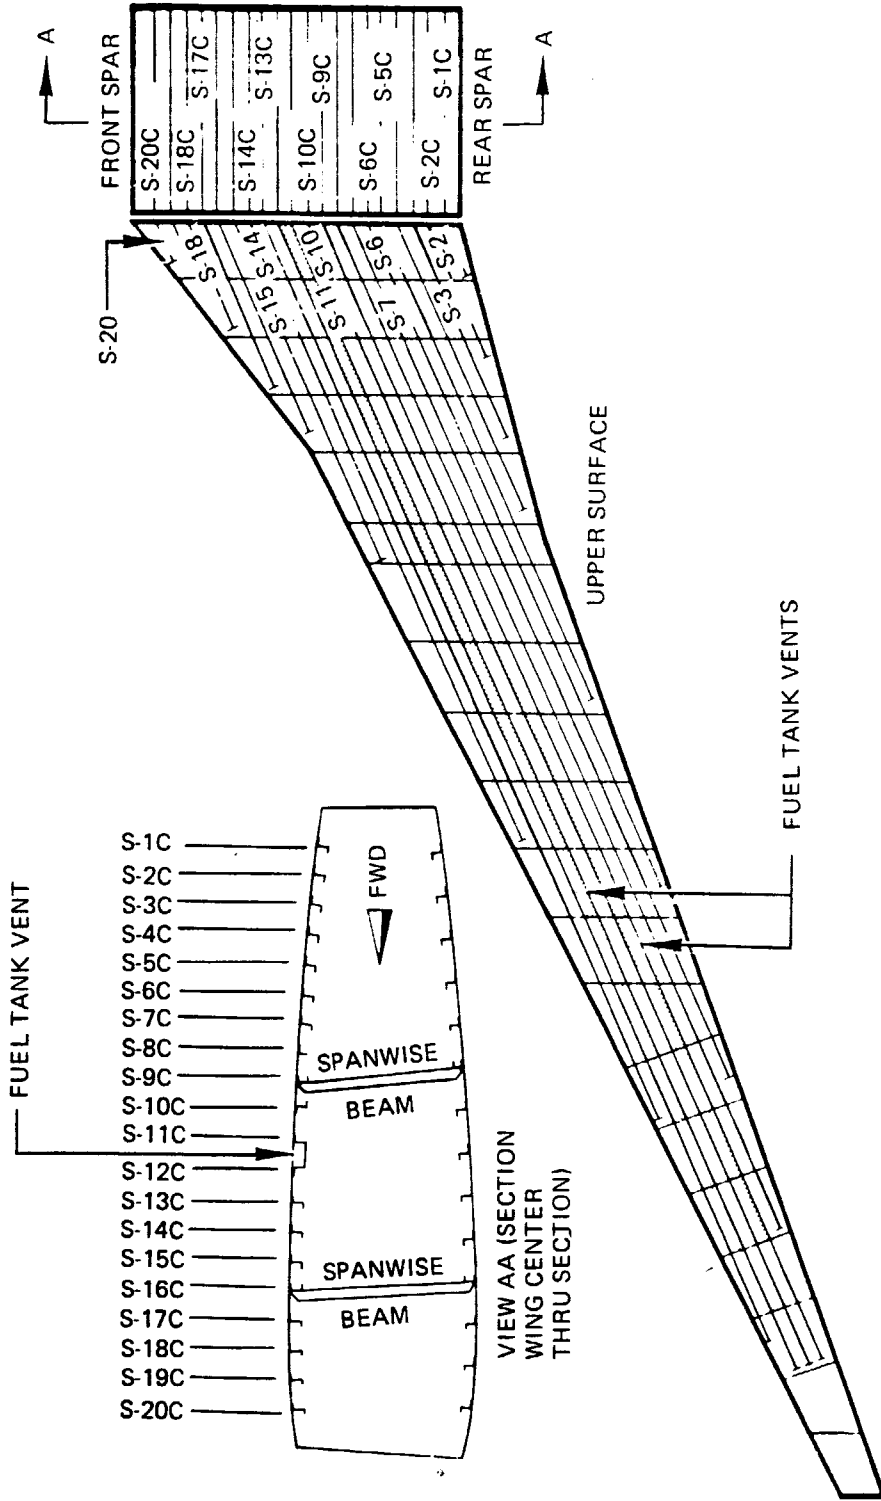 FUEL TANK VENT
S-1C
S-2C
S-3C
S-4C
S-5C
S-6C
S-7C
S-8C
S-9C
S-10C
S-11C
S-12C
S-13C
S-14C
S-15C
S-16C
S-17C
S-18C
S-19C
S-20C
FWD
SPANWISE
BEAM
SPANWISE
BEAM
VIEW AA (SECTION
WING CENTER
THRU SECTION)
A
FRONT SPAR
S-20C
S-18C
S-17C
S-14C
S-13C
S-10C
S-9C
S-6C
S-5C
S-2C
S-1C
REAR SPAR
A
S-20
S-18
S-15
S-14
S-11
S-10
S-7
S-6
S-3
S-2
UPPER SURFACE
FUEL TANK VENTS